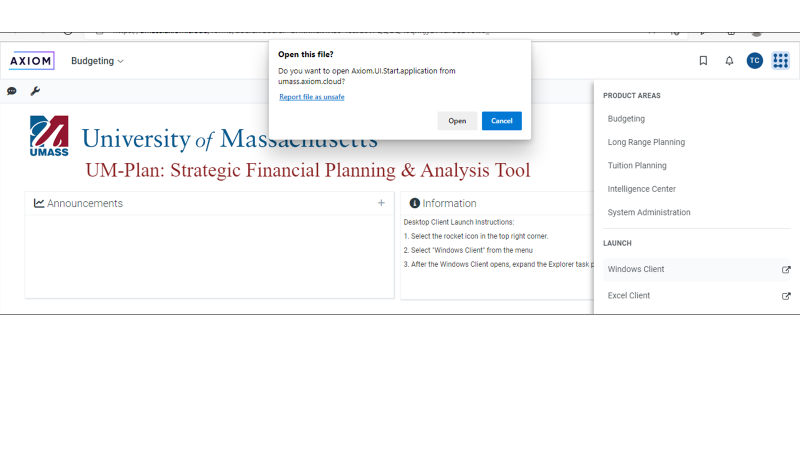 AXIOM
Budgeting
Open this file?
Do you want to open Axiom.UI.Start.application from
umass.axiom.cloud?
Report file as unsafe
Open
Cancel
TC
UMASS
University of Massachusetts
UM-Plan: Strategic Financial Planning & Analysis Tool
Announcements
Information
Desktop Client Launch Instructions:
1. Select the rocket icon in the top right corner.
2. Select "Windows Client" from the menu
3. After the Windows Client opens, expand the Explorer task p
PRODUCT AREAS
Budgeting
Long Range Planning
Tuition Planning
Intelligence Center
System Administration
LAUNCH
Windows Client
Excel Client